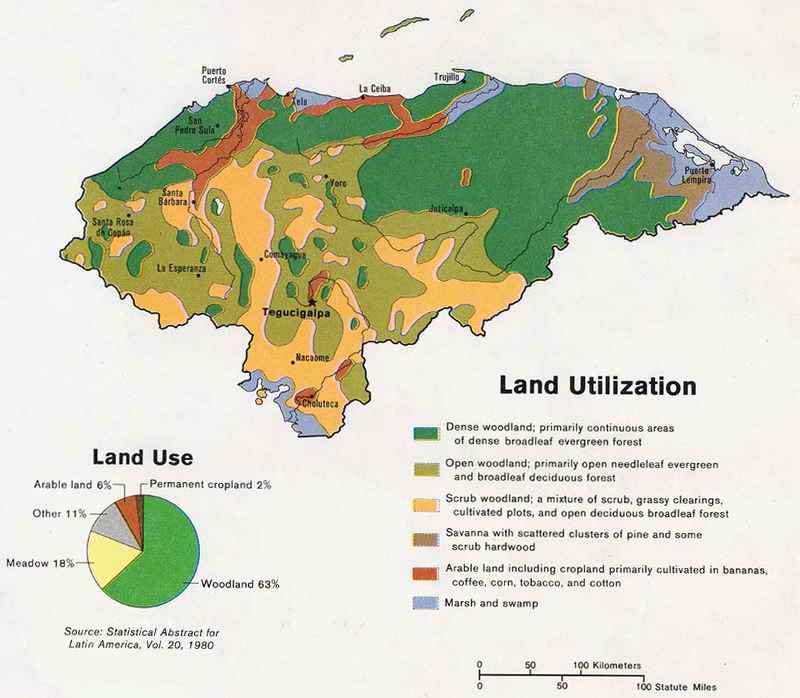 Puerto
Cortés
Tela
La Ceiba
Trujillo
San
Pedro Sula
Puerto
Lempira
Santa
Bárbara
Yoro
Santa Rosa
de Copán
Juticalpa
La Esperanza
Comayagua
Tegucigalpa
Nacaome
Choluteca
Land Utilization
Dense woodland; primarily continuous areas
of dense broadleaf evergreen forest
Open woodland; primarily open needleleaf evergreen
and broadleaf deciduous forest
Scrub woodland; a mixture of scrub, grassy clearings,
cultivated plots, and open deciduous broadleaf forest
Savanna with scattered clusters of pine and some
scrub hardwood
Arable land including cropland primarily cultivated in bananas,
coffee, corn, tobacco, and cotton
Marsh and swamp
Land Use
Arable land 6%
Permanent cropland 2%
Other 11%
Meadow 18%
Woodland 63%
Source: Statistical Abstract for
Latin America, Vol. 20, 1980
0 50 100 Kilometers
0 50 100 Statute Miles